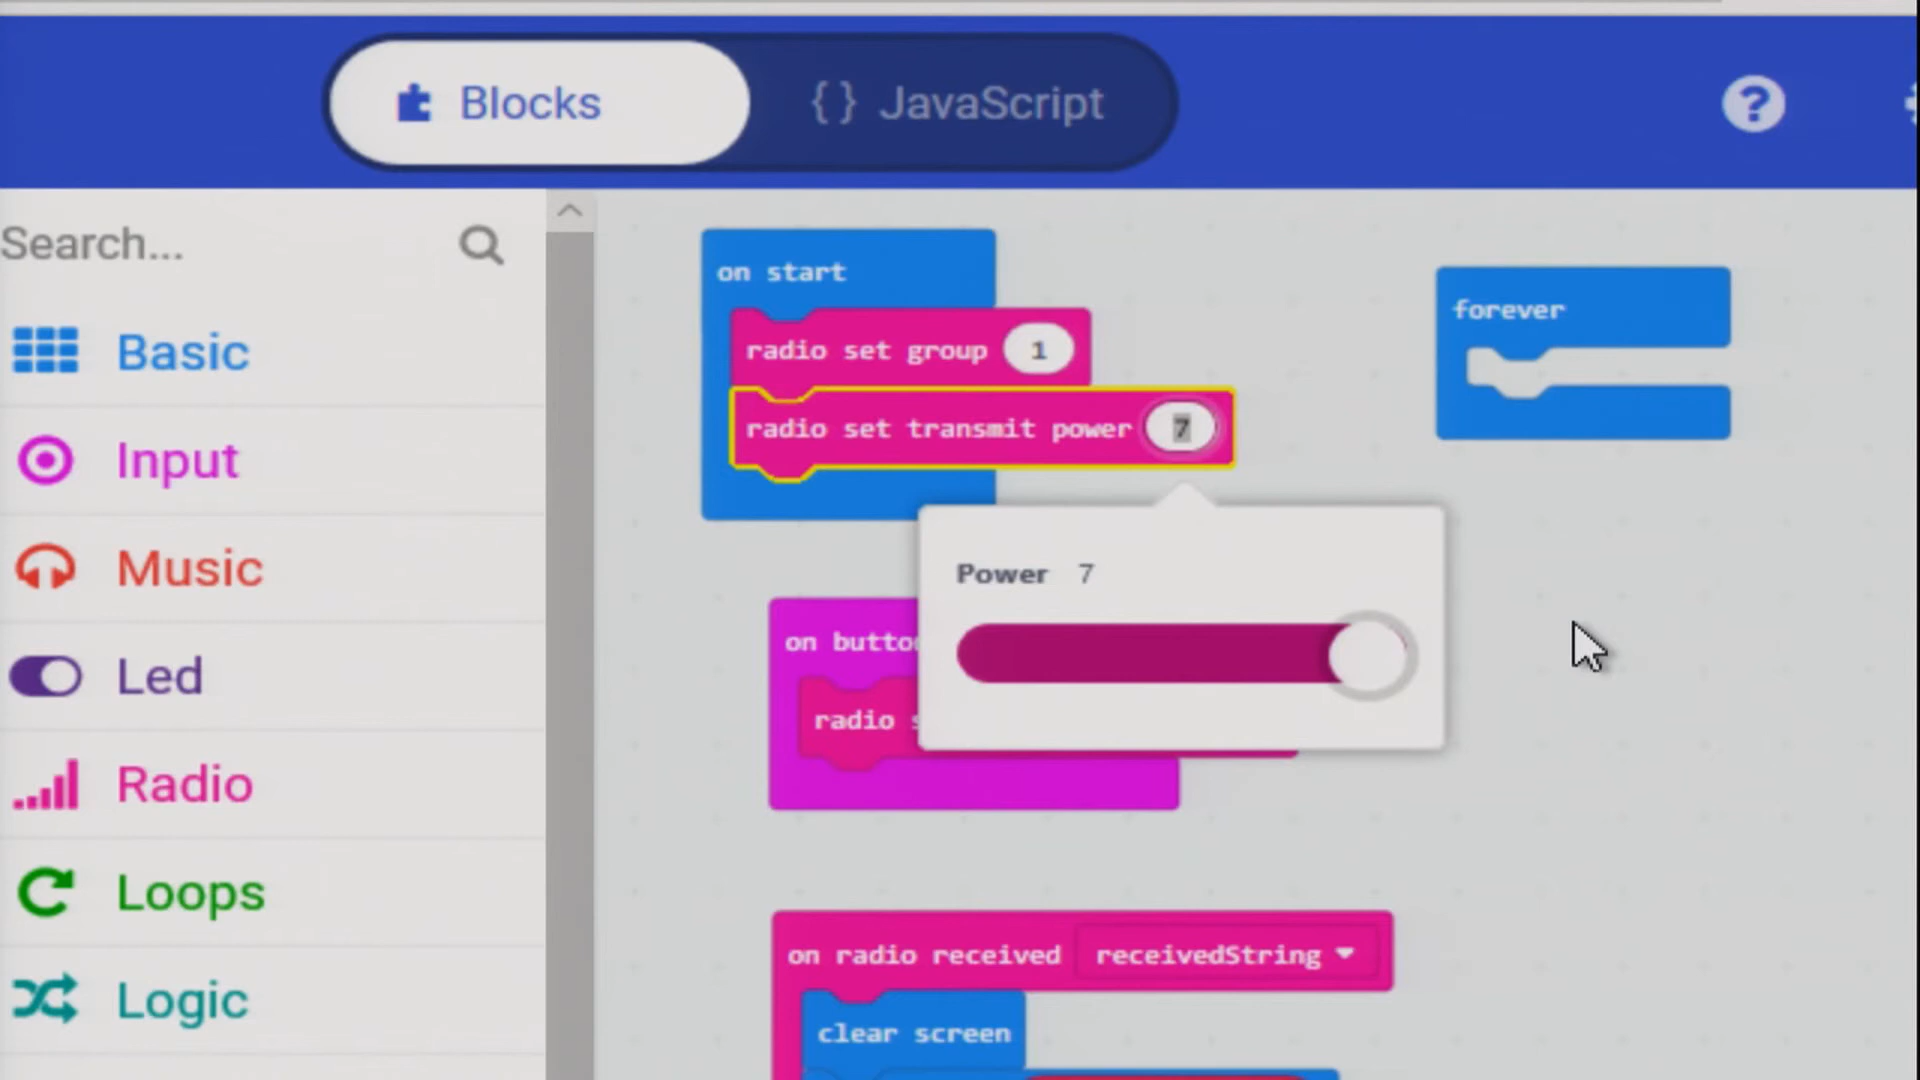 Blocks
{ } JavaScript
?
Search...
Basic
Input
Music
Led
Radio
Loops
Logic
on start
radio set group 1
radio set transmit power 7
forever
Power 7
on
radio
on radio received receivedString
clear screen